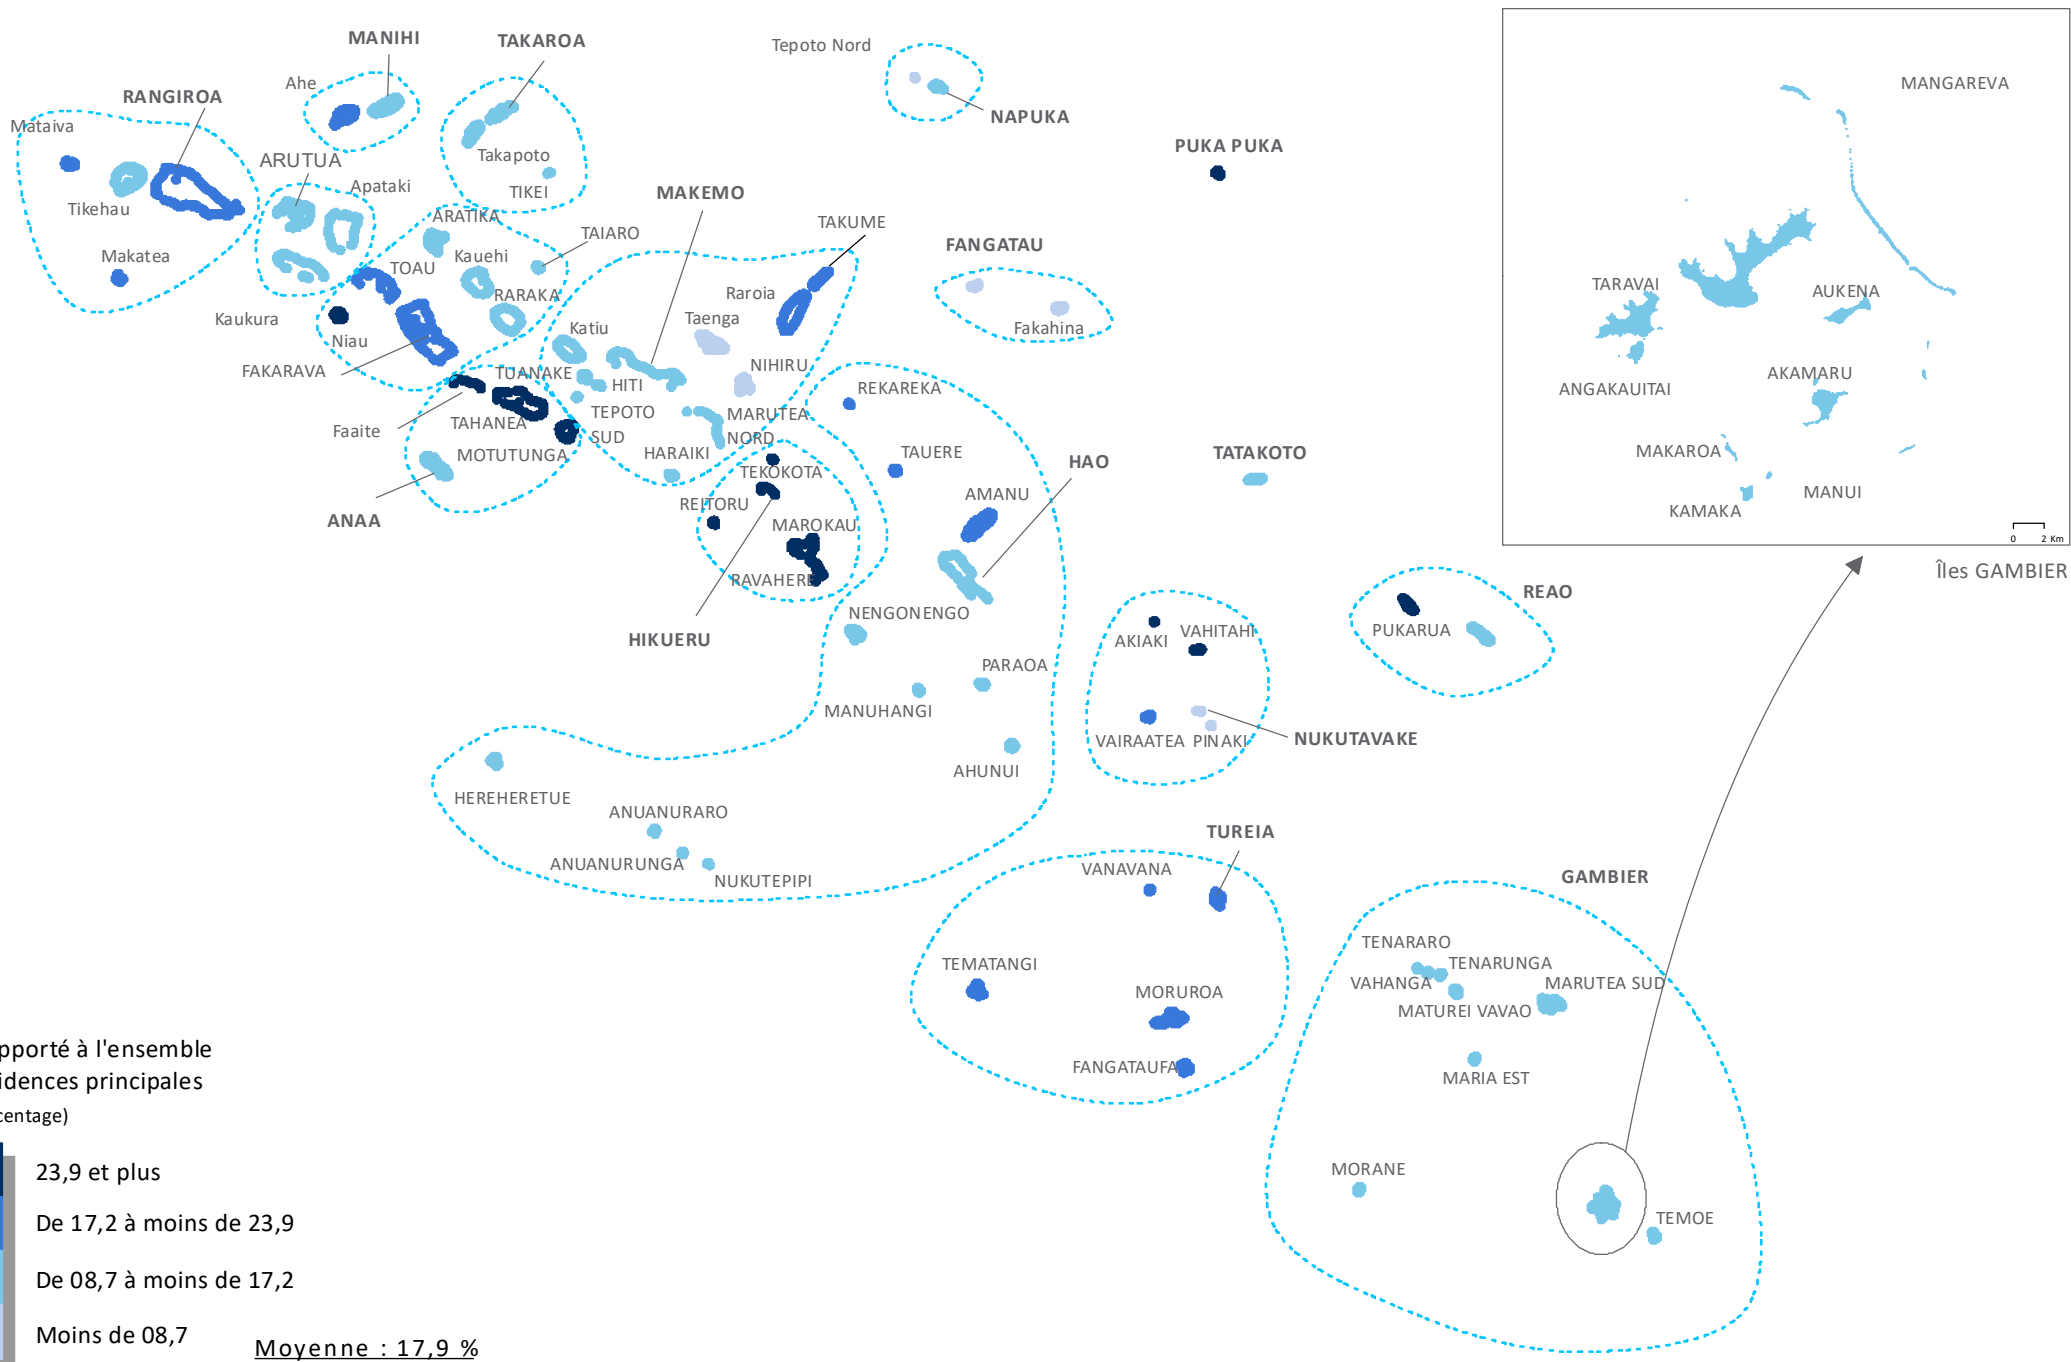 MANIHI
TAKAROA
Tepoto Nord
Ahe
RANGIROA
NAPUKA
MANGAREVA
Mataiva
PUKA PUKA
ARUTUA
Takapoto
Apataki
TIKEI
MAKEMO
Tikehau
ARATIKA
TAIARO
TAKUME
FANGATAU
Makatea
TOAU
Kauehi
TARAVAI
AUKENA
RARAKA
Raroia
Kaukura
Niau
Katiu
Taenga
Fakahina
FAKARAVA
TUANAKE
HITI
NIHIRU
REKAREKA
ANGAKAUITAI
AKAMARU
Faaite
TAHANEA
TEPOTO
SUD
MARUTEA
NORD
MOTUTUNGA
HARAIKI
TAUERE
HAO
TATAKOTO
MAKAROA
TEKOKOTA
ANAA
REITORU
AMANU
MANUI
KAMAKA
MAROKAU
0 2 Km
RAVAHERE
Îles GAMBIER
REAO
NENGONENGO
HIKUERU
AKIAKI
VAHITAHI
PUKARUA
PARAOA
MANUHANGI
VAIRAATEA
PINAKI
NUKUTAVAKE
AHUNUI
HEREHERETUE
ANUANURARO
TUREIA
ANUANURUNGA
NUKUTEPIPI
VANAVANA
GAMBIER
TENARARO
TEMATANGI
TENARUNGA
VAHANGA
MARUTEA SUD
MORUROA
MATUREI VAVAO
FANGATAUFA
MARIA EST
MORANE
TEMOE
pporté à l'ensemble
idences principales
centage)
23,9 et plus
De 17,2 à moins de 23,9
De 08,7 à moins de 17,2
Moins de 08,7
Moyenne : 17,9 %